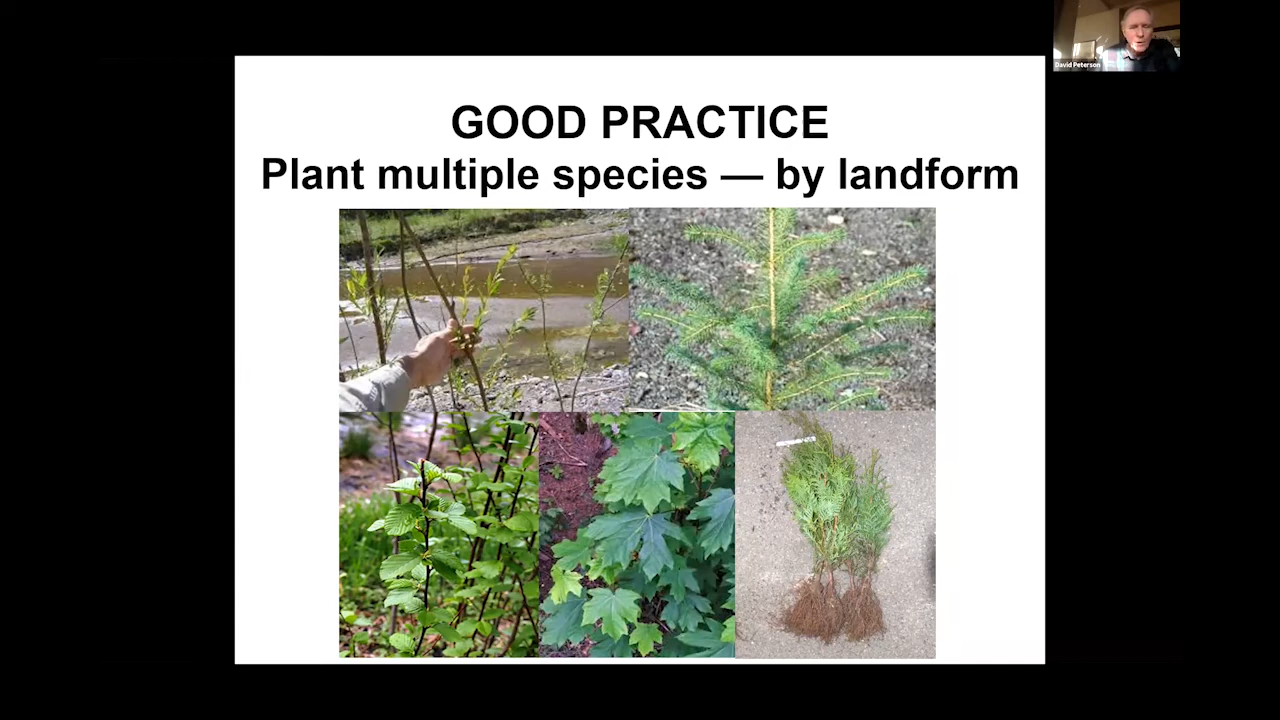 David Peterson
GOOD PRACTICE
Plant multiple species — by landform